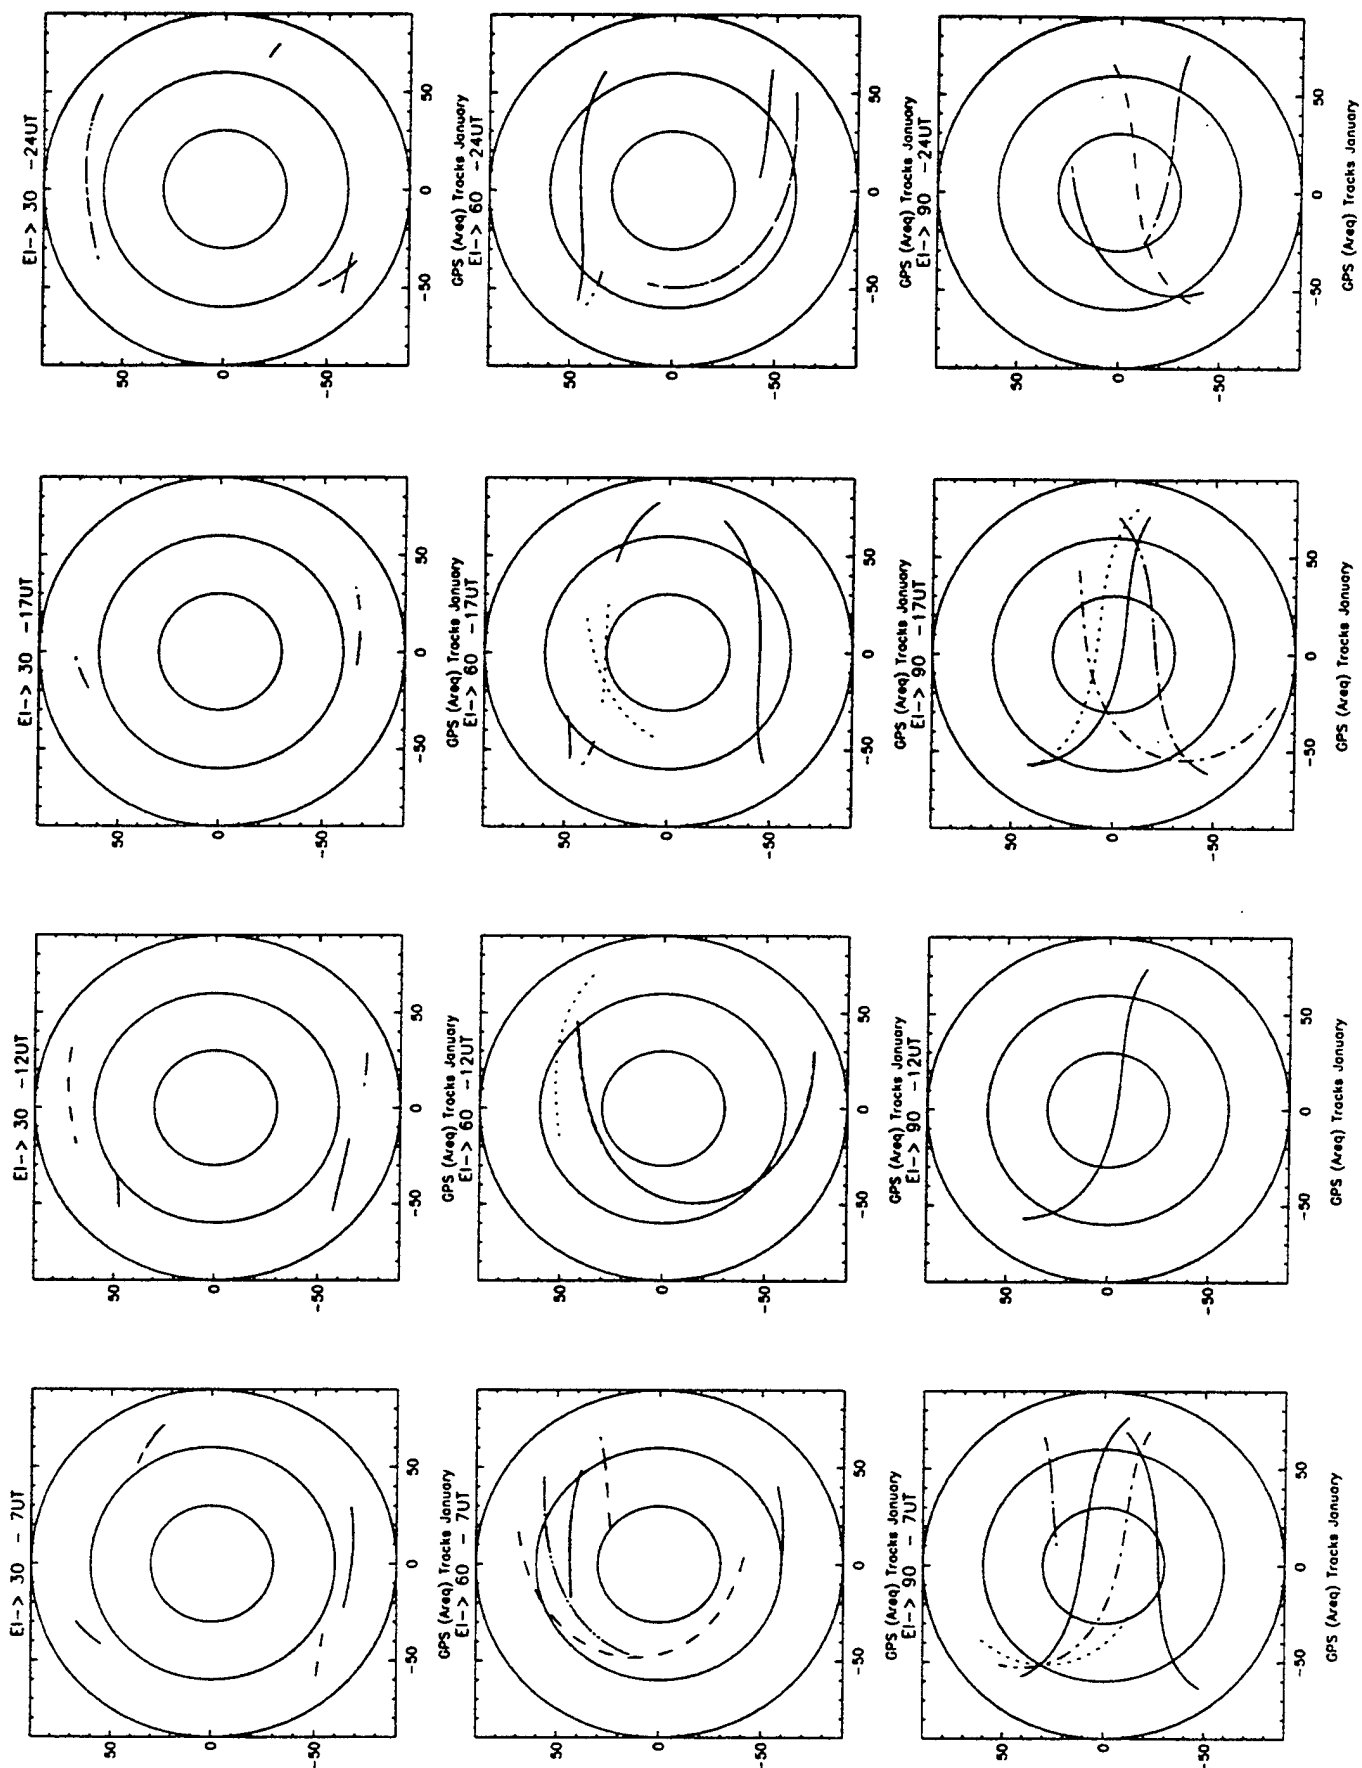 El-> 30 - 7UT
50
0
-50
-50 0 50
GPS (Areq) Tracks January
El-> 30 -12UT
50
0
-50
-50 0 50
GPS (Areq) Tracks January
El-> 30 -17UT
50
0
-50
-50 0 50
GPS (Areq) Tracks January
El-> 30 -24UT
50
0
-50
-50 0 50
GPS (Areq) Tracks January
El-> 60 - 7UT
50
0
-50
-50 0 50
GPS (Areq) Tracks January
El-> 60 -12UT
50
0
-50
-50 0 50
GPS (Areq) Tracks January
El-> 60 -17UT
50
0
-50
-50 0 50
GPS (Areq) Tracks January
El-> 60 -24UT
50
0
-50
-50 0 50
GPS (Areq) Tracks January
El-> 90 - 7UT
50
0
-50
-50 0 50
GPS (Areq) Tracks January
El-> 90 -12UT
50
0
-50
-50 0 50
GPS (Areq) Tracks January
El-> 90 -17UT
50
0
-50
-50 0 50
GPS (Areq) Tracks January
El-> 90 -24UT
50
0
-50
-50 0 50
GPS (Areq) Tracks January